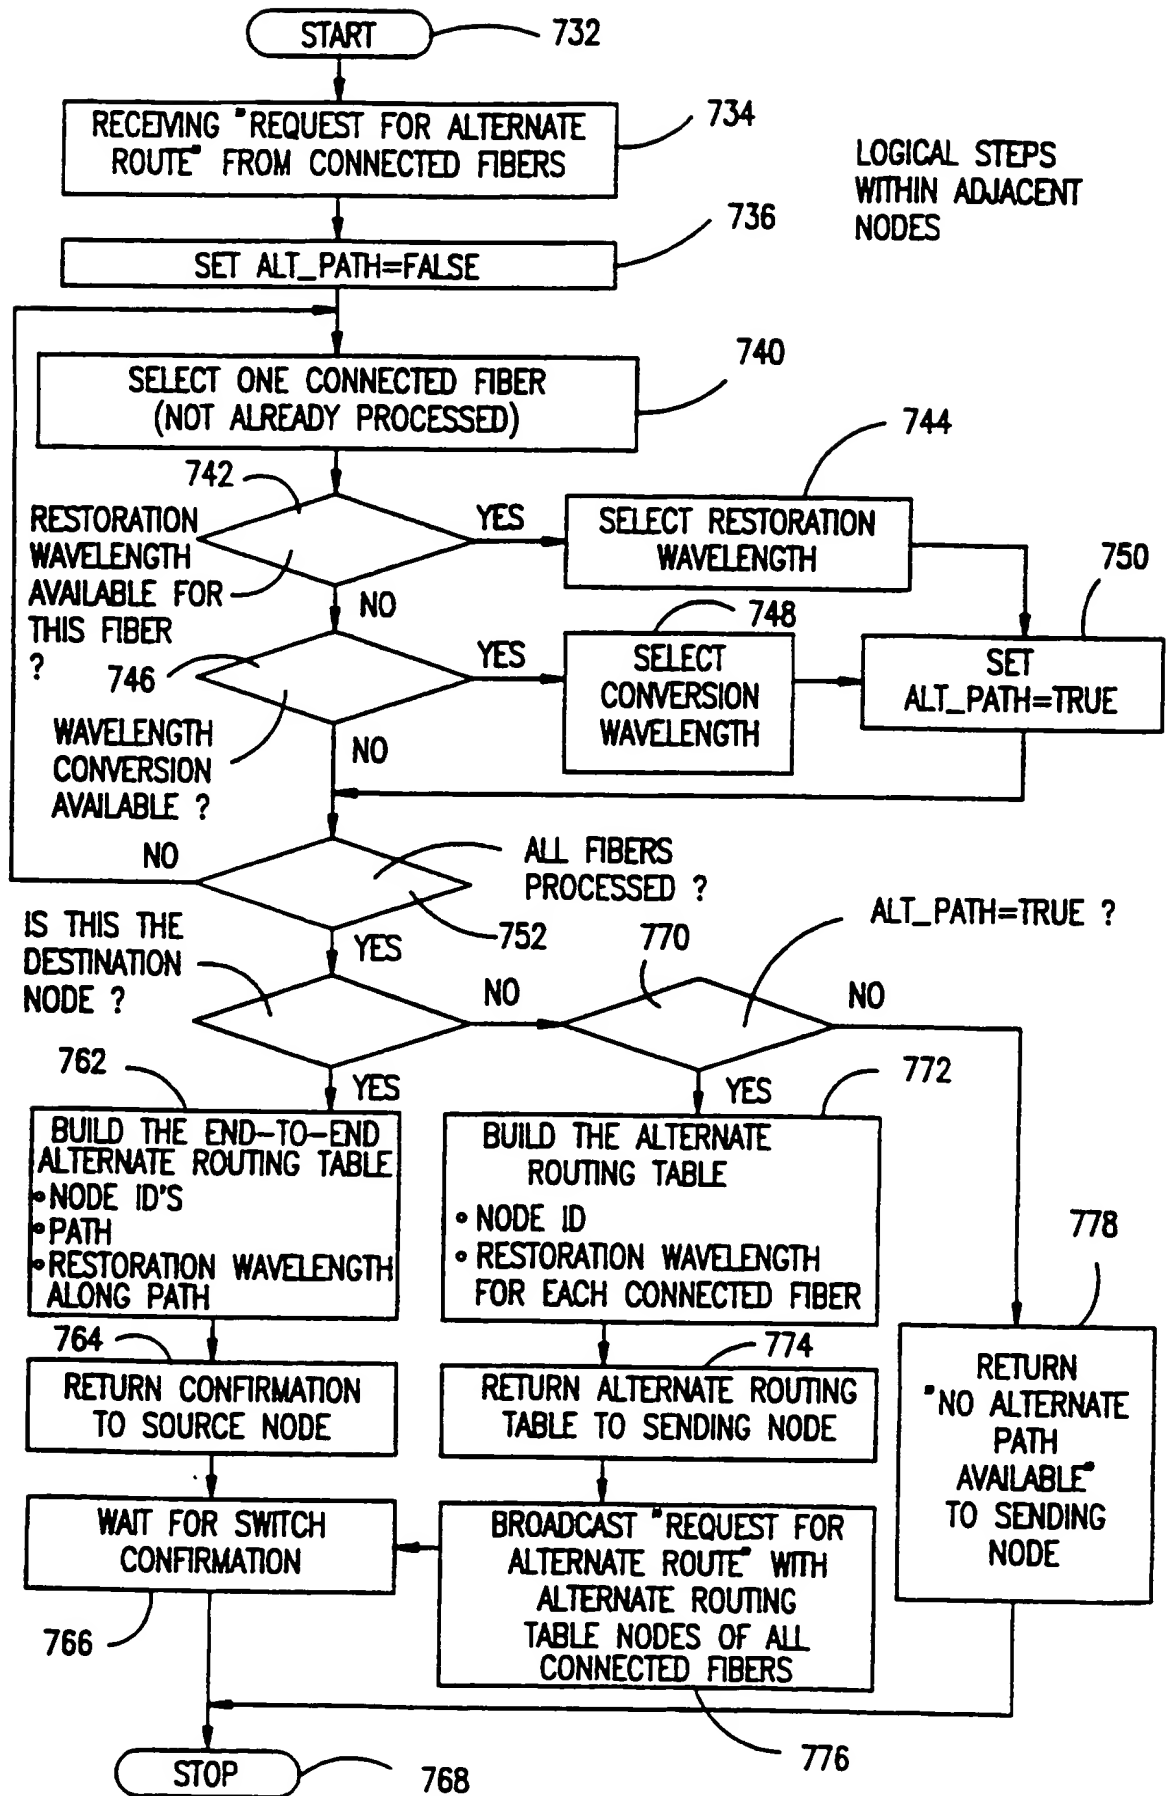 START
732
RECEIVING "REQUEST FOR ALTERNATE
ROUTE" FROM CONNECTED FIBERS
734
LOGICAL STEPS
WITHIN ADJACENT
NODES
736
SET ALT_PATH=FALSE
740
SELECT ONE CONNECTED FIBER
(NOT ALREADY PROCESSED)
744
742
RESTORATION
WAVELENGTH
AVAILABLE FOR
THIS FIBER
?
YES
SELECT RESTORATION
WAVELENGTH
750
NO
748
746
YES
SELECT
CONVERSION
WAVELENGTH
SET
ALT_PATH=TRUE
WAVELENGTH
CONVERSION
AVAILABLE ?
NO
NO
ALL FIBERS
PROCESSED ?
752
ALT_PATH=TRUE ?
IS THIS THE
DESTINATION
NODE ?
YES
770
NO
NO
762
YES
772
YES
BUILD THE END-TO-END
ALTERNATE ROUTING TABLE
•NODE ID'S
•PATH
•RESTORATION WAVELENGTH
ALONG PATH
BUILD THE ALTERNATE
ROUTING TABLE
• NODE ID
• RESTORATION WAVELENGTH
FOR EACH CONNECTED FIBER
778
764
RETURN CONFIRMATION
TO SOURCE NODE
774
RETURN ALTERNATE ROUTING
TABLE TO SENDING NODE
RETURN
"NO ALTERNATE
PATH
AVAILABLE"
TO SENDING
NODE
WAIT FOR SWITCH
CONFIRMATION
766
BROADCAST "REQUEST FOR
ALTERNATE ROUTE" WITH
ALTERNATE ROUTING
TABLE NODES OF ALL
CONNECTED FIBERS
776
STOP
768